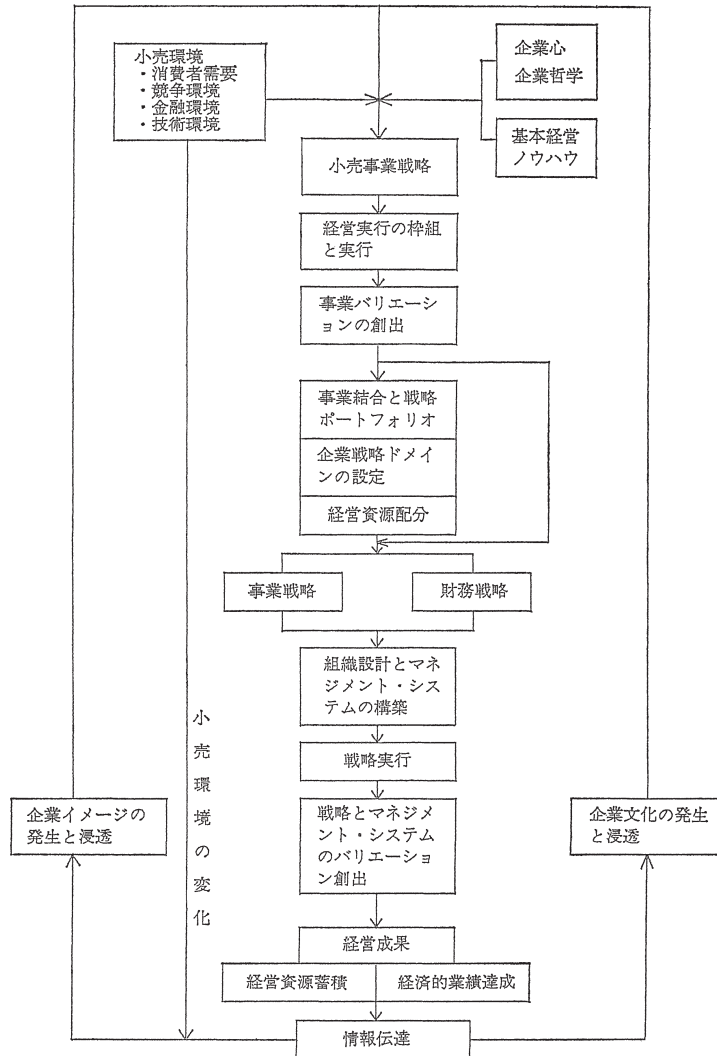 小売環境
・消費者需要
・競争環境
・金融環境
・技術環境
企業心
企業哲学
基本経営
ノウハウ
小売事業戦略
経営実行の枠組
と実行
事業バリエーシ
ョンの創出
事業結合と戦略
ポートフォリオ
企業戦略ドメイ
ンの設定
経営資源配分
事業戦略
財務戦略
組織設計とマネ
ジメント・シス
テムの構築
小売環境の変化
戦略実行
企業イメージの
発生と浸透
戦略とマネジメ
ント・システム
のバリエーショ
ン創出
企業文化の発生
と浸透
経営成果
経営資源蓄積
経済的業績達成
情報伝達